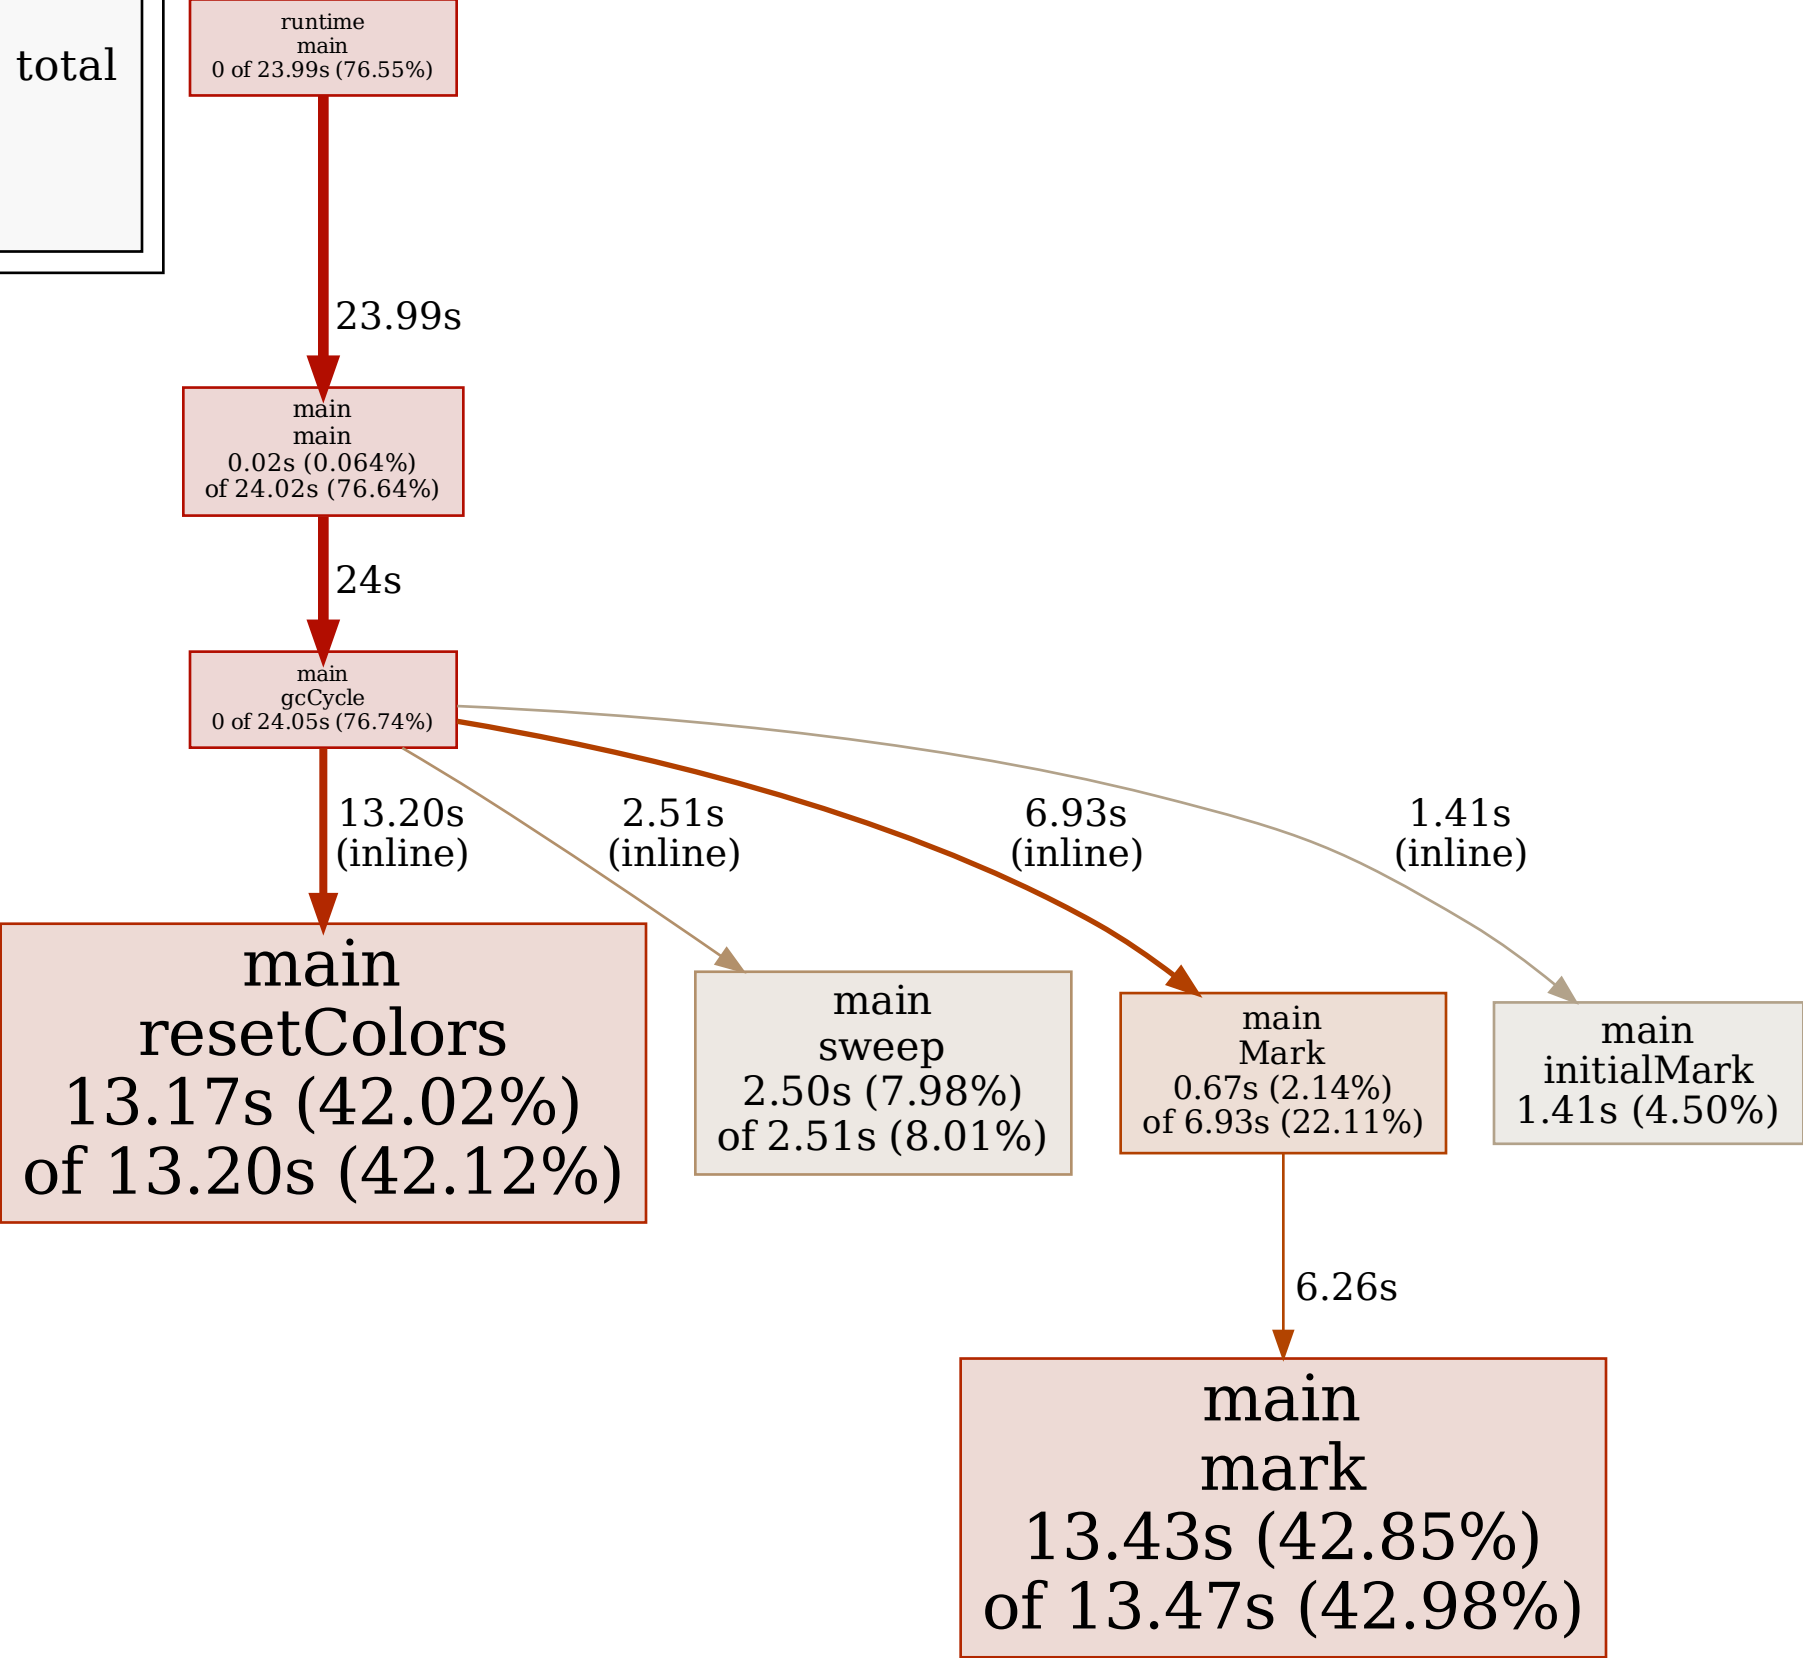 total
runtime
main
0 of 23.99s (76.55%)
23.99s
main
main
0.02s (0.064%)
of 24.02s (76.64%)
24s
main
gcCycle
0 of 24.05s (76.74%)
13.20s
(inline)
2.51s
(inline)
6.93s
(inline)
1.41s
(inline)
main
resetColors
13.17s (42.02%)
of 13.20s (42.12%)
main
sweep
2.50s (7.98%)
of 2.51s (8.01%)
main
Mark
0.67s (2.14%)
of 6.93s (22.11%)
main
initialMark
1.41s (4.50%)
6.26s
main
mark
13.43s (42.85%)
of 13.47s (42.98%)